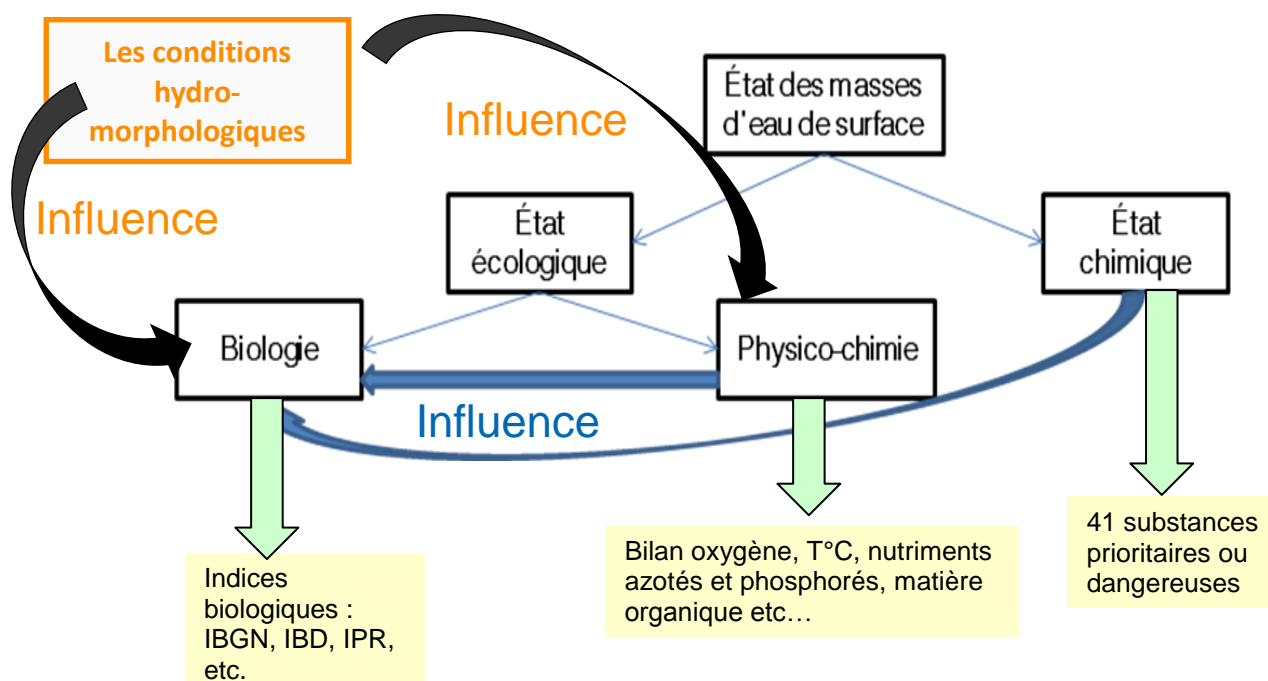 Les conditions
hydro-
morphologiques
Influence
État des masses
d'eau de surface
Influence
État
écologique
État
chimique
Biologie
Physico-chimie
Influence
Indices
biologiques :
IBGN, IBD, IPR,
etc.
Bilan oxygène, T°C, nutriments
azotés et phosphorés, matière
organique etc…
41 substances
prioritaires ou
dangereuses